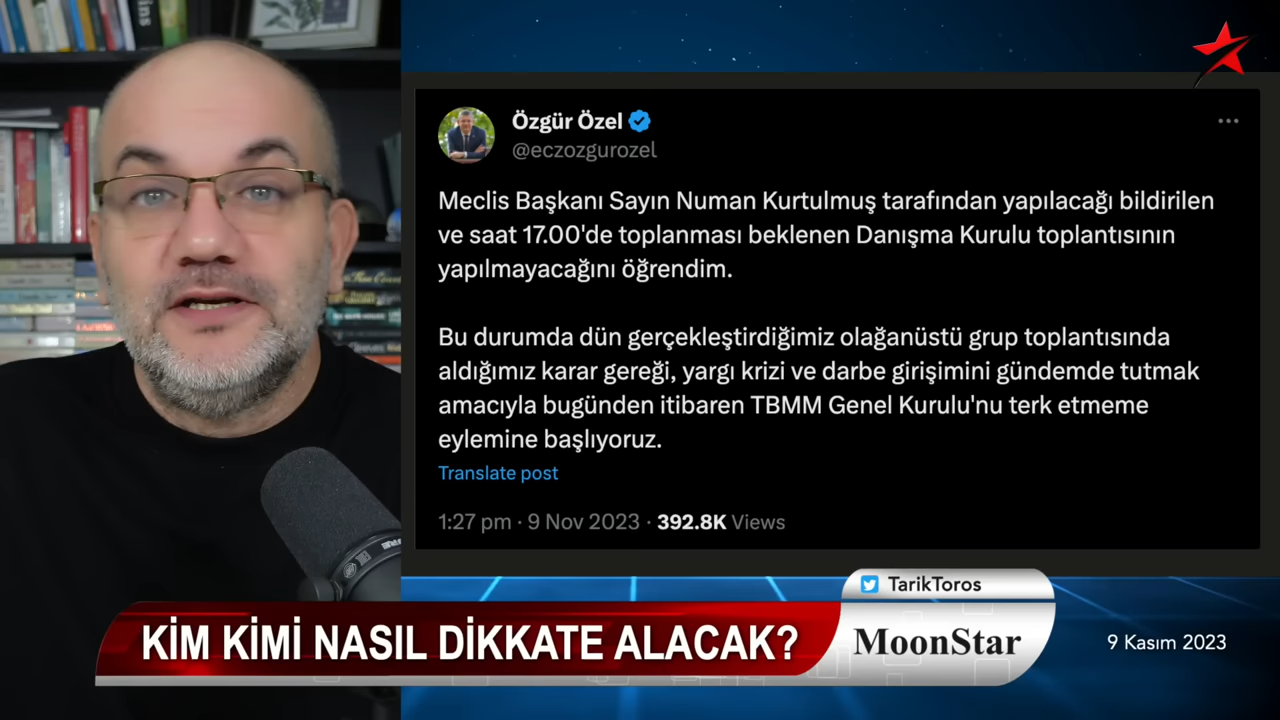 Özgür Özel
@eczozgurozel
Meclis Başkanı Sayın Numan Kurtulmuş tarafından yapılacağı bildirilen
ve saat 17.00'de toplanması beklenen Danışma Kurulu toplantısının
yapılmayacağını öğrendim.
Bu durumda dün gerçekleştirdiğimiz olağanüstü grup toplantısında
aldığımız karar gereği, yargı krizi ve darbe girişimini gündemde tutmak
amacıyla bugünden itibaren TBMM Genel Kurulu'nu terk etmeme
eylemine başlıyoruz.
Translate post
1:27 pm · 9 Nov 2023 · 392.8K Views
TarikToros
KİM KİMİ NASIL DİKKATE ALACAK?
MoonStar
9 Kasım 2023